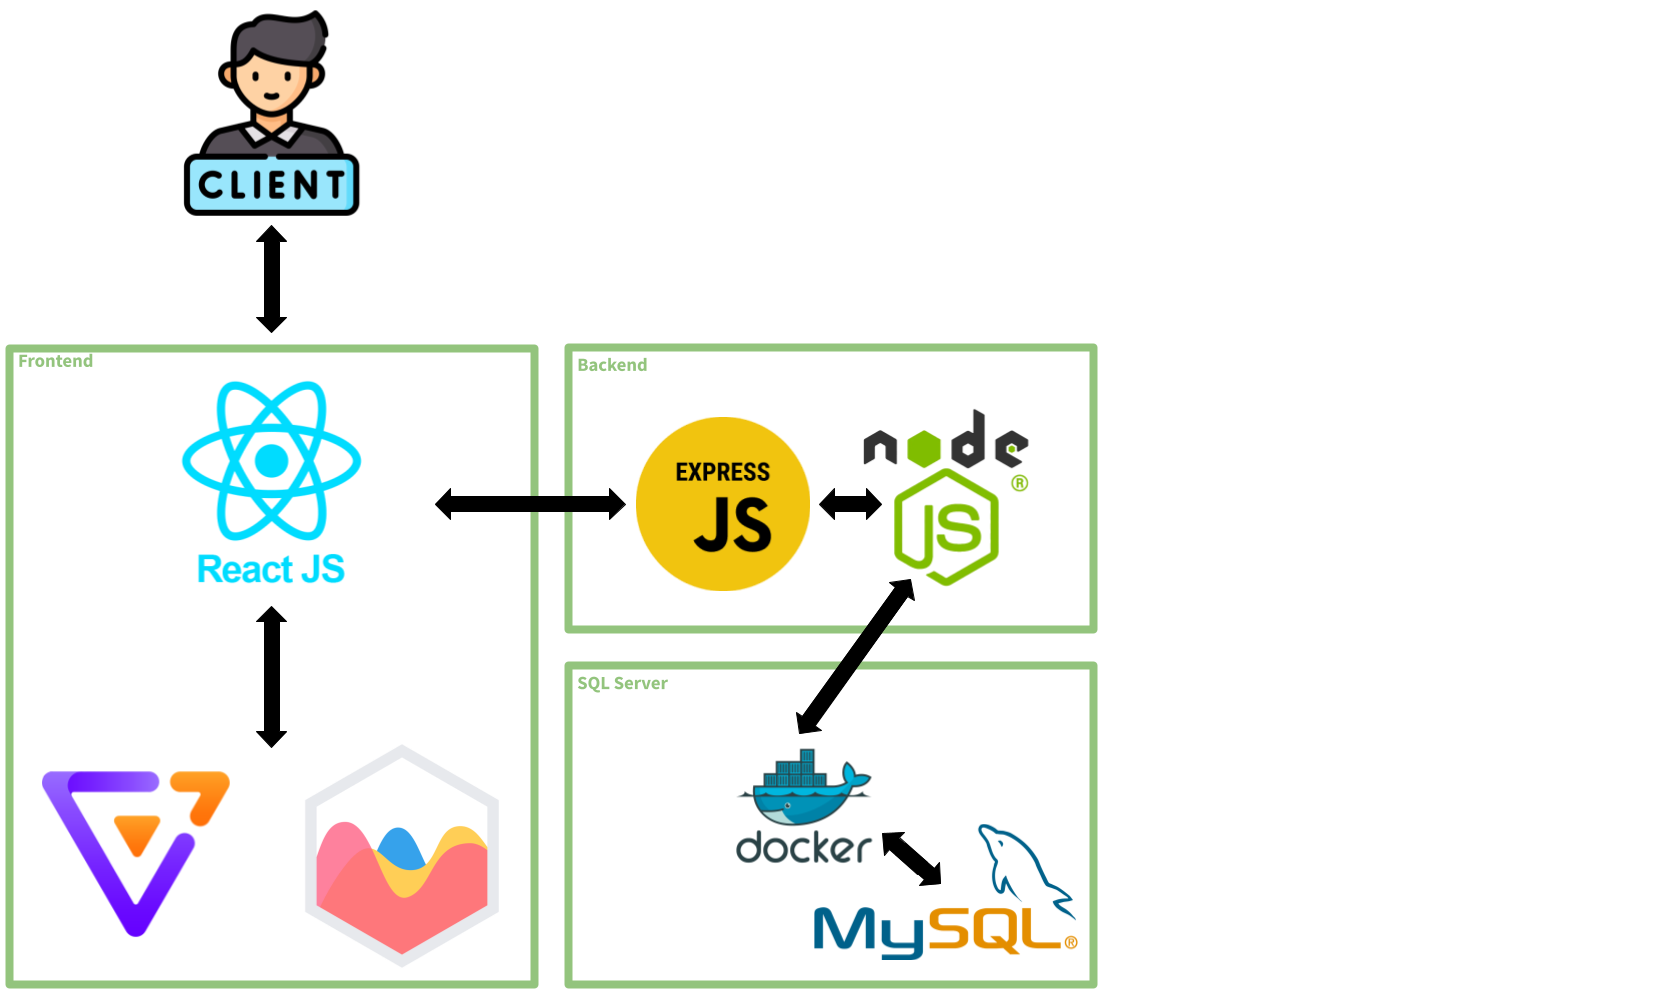 CLIENT
Frontend
React JS
Backend
EXPRESS
JS
node
®
JS
SQL Server
docker
MySQL®